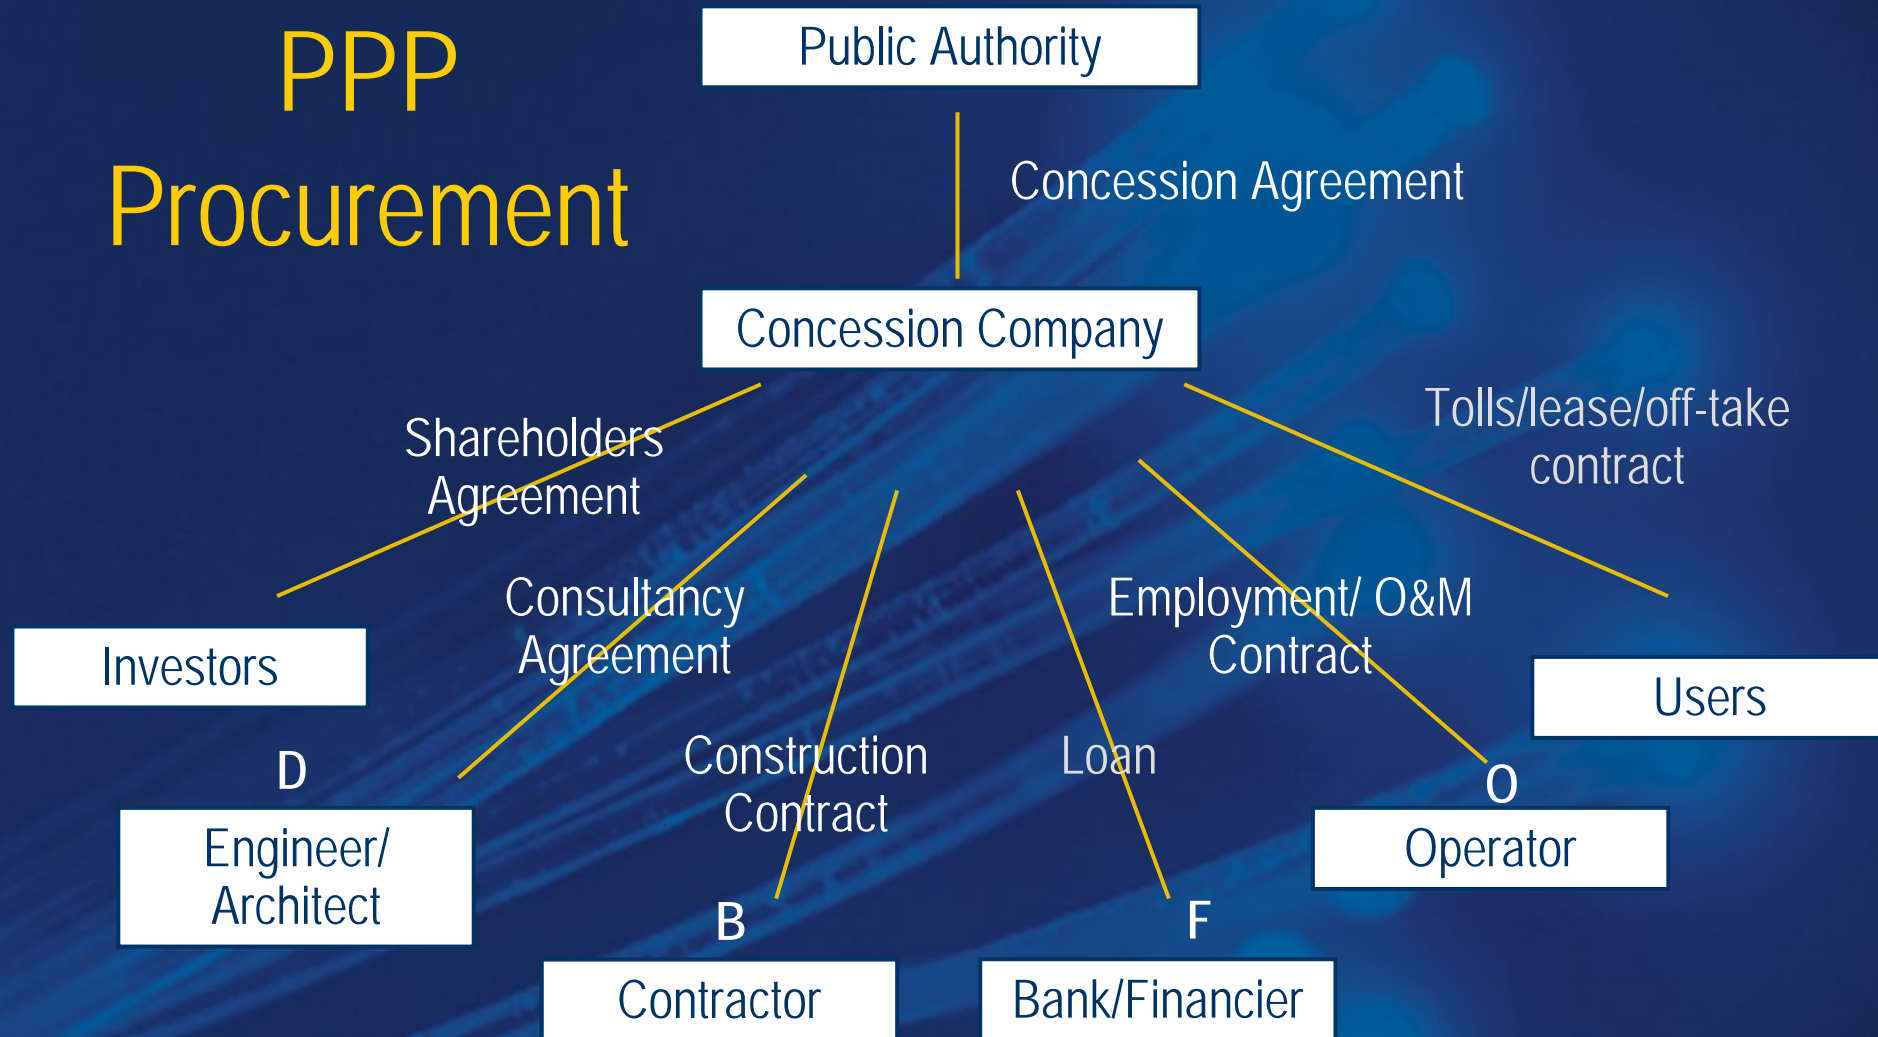 PPP
Procurement
Public Authority
Concession Agreement
Concession Company
Shareholders
Agreement
Tolls/lease/off-take
contract
Consultancy
Agreement
Employment/ O&M
Contract
Investors
Users
D
Construction
Contract
Loan
O
Engineer/
Architect
Operator
B
F
Contractor
Bank/Financier